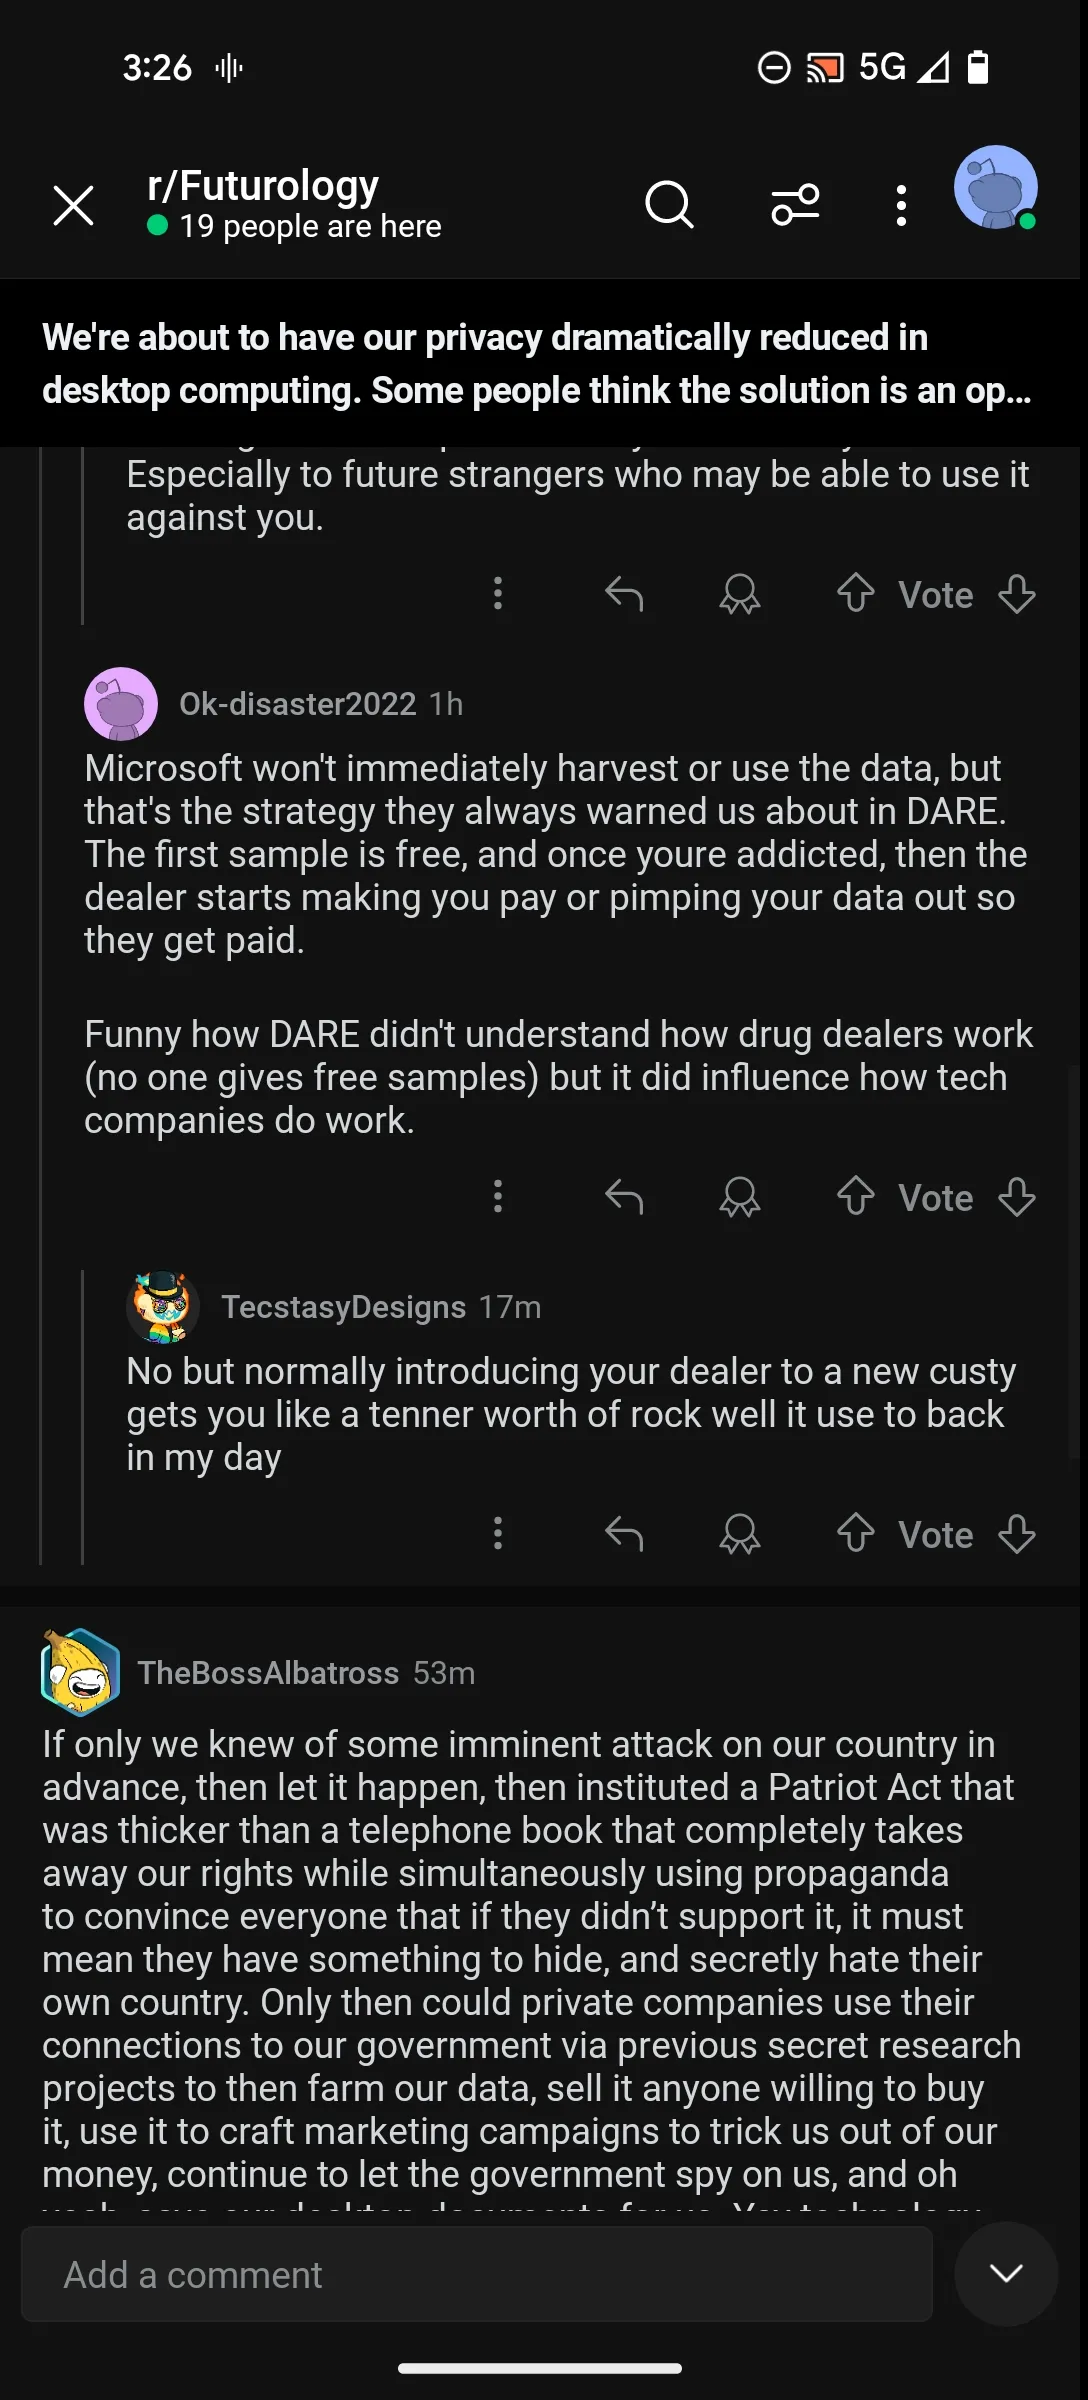 3:26
5G
r/Futurology
19 people are here
We're about to have our privacy dramatically reduced in
desktop computing. Some people think the solution is an op...
Especially to future strangers who may be able to use it
against you.
Vote
Ok-disaster2022 1h
Microsoft won't immediately harvest or use the data, but
that's the strategy they always warned us about in DARE.
The first sample is free, and once youre addicted, then the
dealer starts making you pay or pimping your data out so
they get paid.
Funny how DARE didn't understand how drug dealers work
(no one gives free samples) but it did influence how tech
companies do work.
Vote
TecstasyDesigns 17m
No but normally introducing your dealer to a new custy
gets you like a tenner worth of rock well it use to back
in my day
Vote
TheBossAlbatross 53m
If only we knew of some imminent attack on our country in
advance, then let it happen, then instituted a Patriot Act that
was thicker than a telephone book that completely takes
away our rights while simultaneously using propaganda
to convince everyone that if they didn’t support it, it must
mean they have something to hide, and secretly hate their
own country. Only then could private companies use their
connections to our government via previous secret research
projects to then farm our data, sell it anyone willing to buy
it, use it to craft marketing campaigns to trick us out of our
money, continue to let the government spy on us, and oh
Add a comment